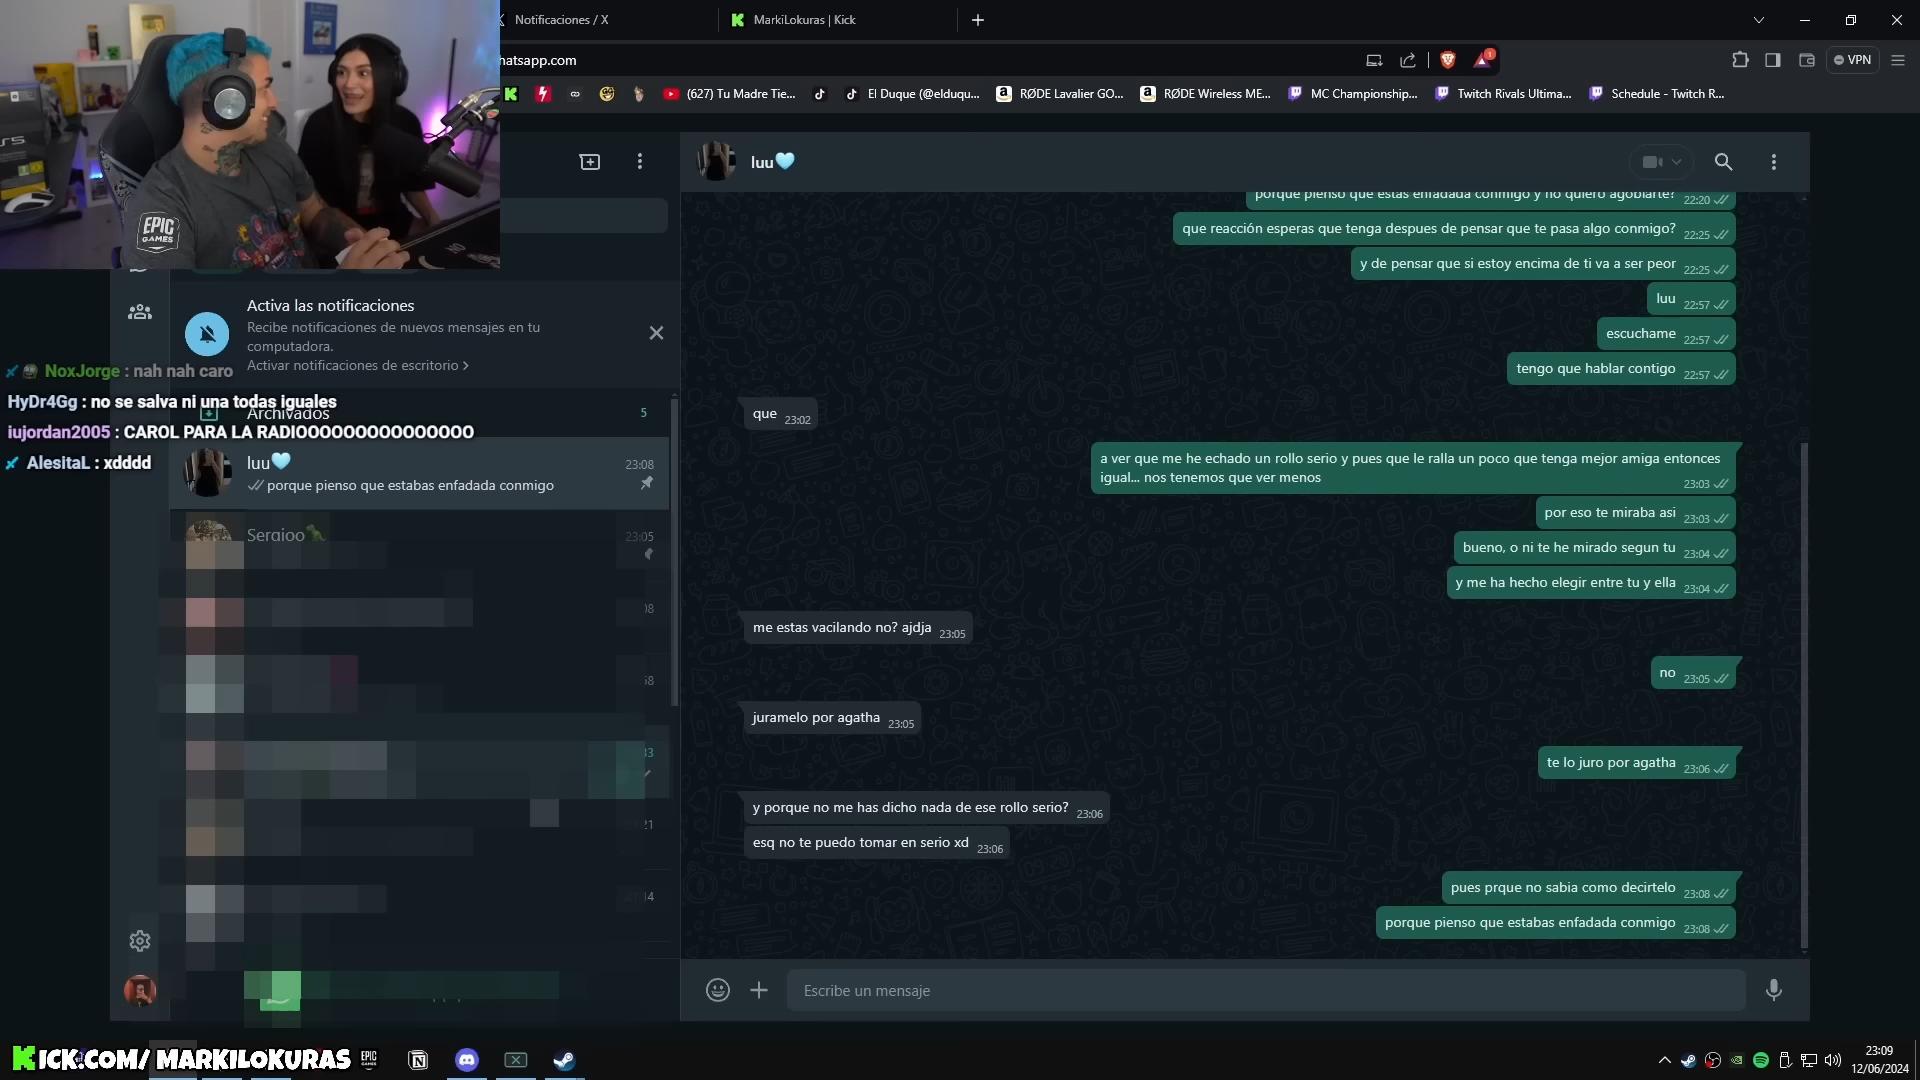 Notificaciones / X
MarkiLokuras | Kick
hatsapp.com
1
VPN
(627) Tu Madre Tie...
El Duque (@elduqu...
RØDE Lavalier GO...
RØDE Wireless ME...
MC Championship...
Twitch Rivals Ultima...
Schedule - Twitch R...
EPIC
GAMES
luu🩵
Activa las notificaciones
Recibe notificaciones de nuevos mensajes en tu
computadora.
Activar notificaciones de escritorio >
NoxJorge : nah nah caro
HyDr4Gg : no se salva ni una todas iguales
Archivados
5
iujordan2005 : CAROL PARA LA RADIOOOOOOOOOOOOOOO
AlesitaL : xdddd
luu🩵
23:08
porque pienso que estabas enfadada conmigo
Sergioo🦖
23:05
porque pienso que estas enfadada conmigo y no quiero agobiarte? 22:20
que reacción esperas que tenga despues de pensar que te pasa algo conmigo? 22:25
y de pensar que si estoy encima de ti va a ser peor 22:25
luu 22:57
escuchame 22:57
tengo que hablar contigo 22:57
que 23:02
a ver que me he echado un rollo serio y pues que le ralla un poco que tenga mejor amiga entonces
igual... nos tenemos que ver menos 23:03
por eso te miraba asi 23:03
bueno, o ni te he mirado segun tu 23:04
y me ha hecho elegir entre tu y ella 23:04
me estas vacilando no? ajdja 23:05
no 23:05
juramelo por agatha 23:05
te lo juro por agatha 23:06
y porque no me has dicho nada de ese rollo serio? 23:06
esq no te puedo tomar en serio xd 23:06
pues prque no sabia como decirtelo 23:08
porque pienso que estabas enfadada conmigo 23:08
Escribe un mensaje
KICK.COM/ MARKILOKURAS
EPIC
GAMES
23:09
12/06/2024